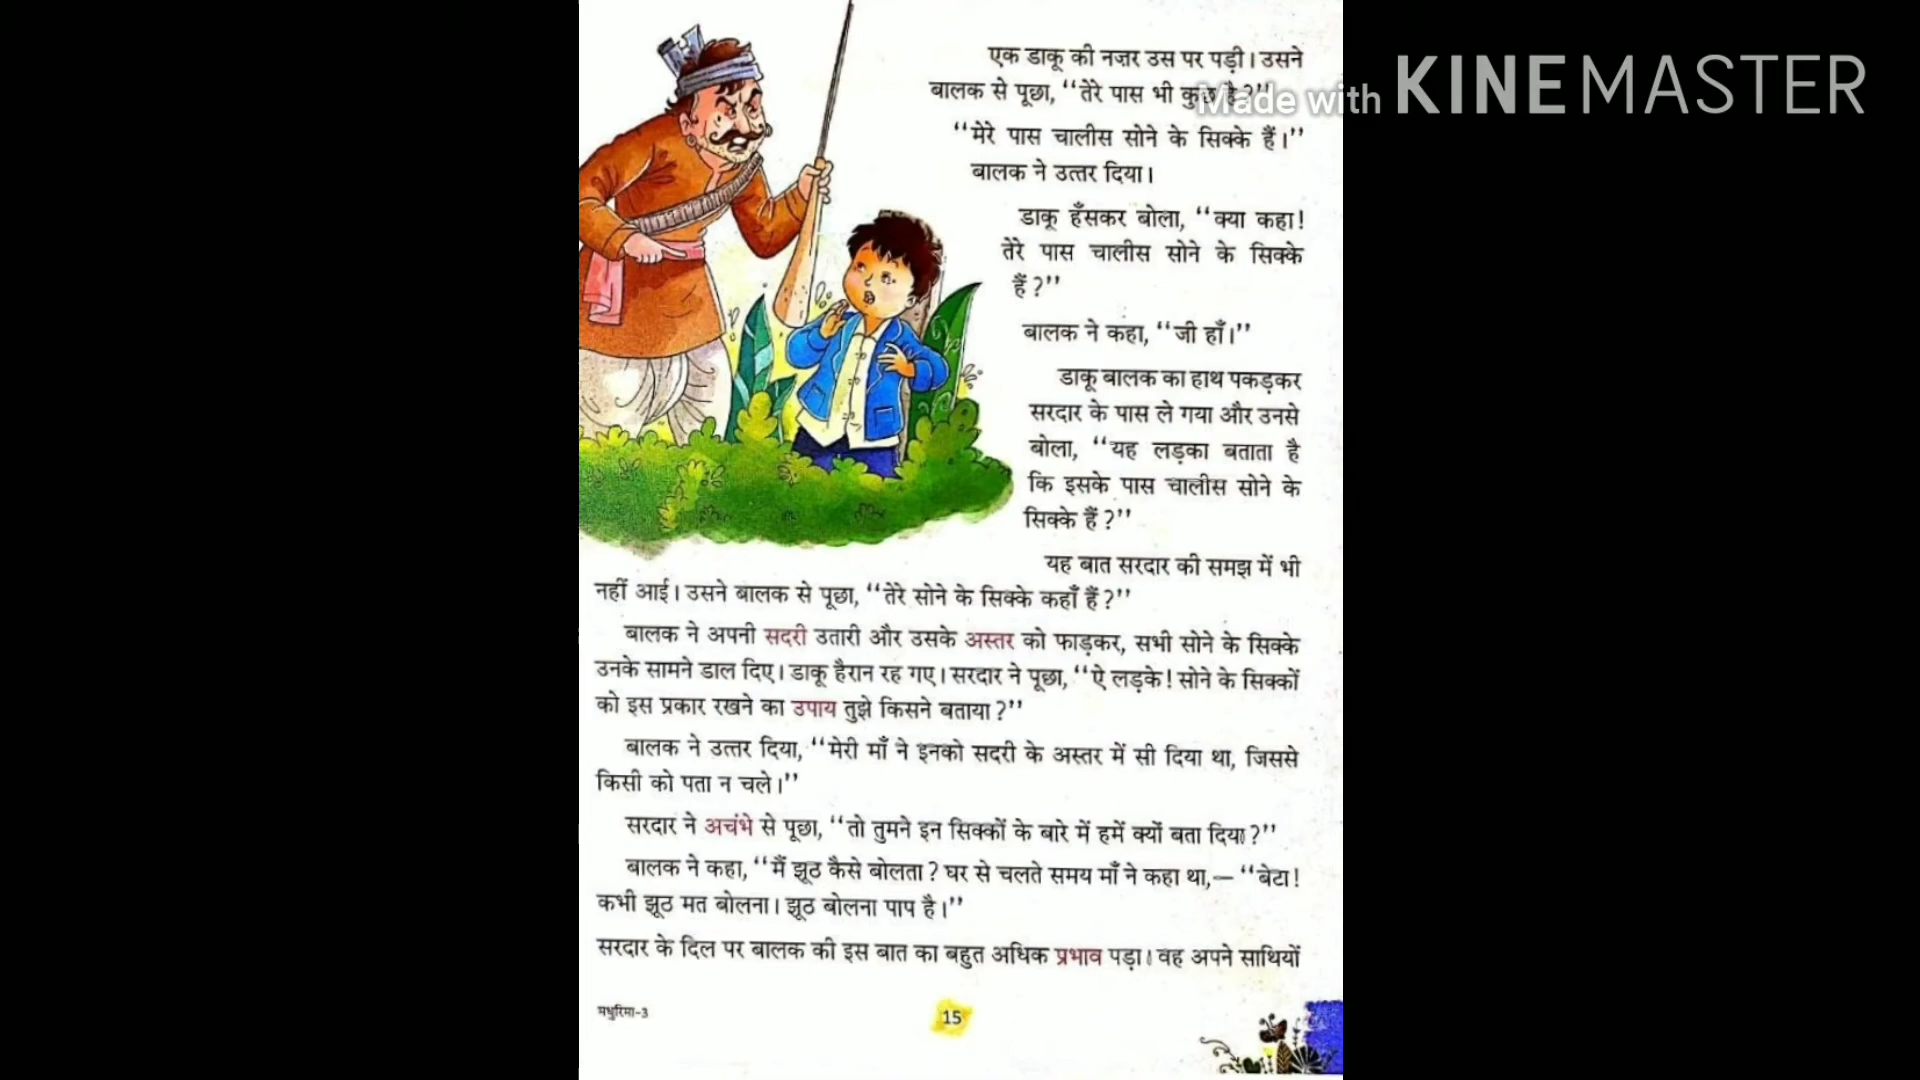 एक डाकू की नज़र उस पर पड़ी। उसने
बालक से पूछा, ‘‘तेरे पास भी कुछ है?’’
Made with KINEMASTER
‘‘मेरे पास चालीस सोने के सिक्के हैं।’’
बालक ने उत्तर दिया।
डाकू हँसकर बोला, ‘‘क्या कहा!
तेरे पास चालीस सोने के सिक्के
हैं?’’
बालक ने कहा, ‘‘जी हाँ।’’
डाकू बालक का हाथ पकड़कर
सरदार के पास ले गया और उनसे
बोला, ‘‘यह लड़का बताता है
कि इसके पास चालीस सोने के
सिक्के हैं?’’
यह बात सरदार की समझ में भी
नहीं आई। उसने बालक से पूछा, ‘‘तेरे सोने के सिक्के कहाँ हैं?’’
बालक ने अपनी सदरी उतारी और उसके अस्तर को फाड़कर, सभी सोने के सिक्के
उनके सामने डाल दिए। डाकू हैरान रह गए। सरदार ने पूछा, ‘‘ऐ लड़के! सोने के सिक्कों
को इस प्रकार रखने का उपाय तुझे किसने बताया?’’
बालक ने उत्तर दिया, ‘‘मेरी माँ ने इनको सदरी के अस्तर में सी दिया था, जिससे
किसी को पता न चले।’’
सरदार ने अचंभे से पूछा, ‘‘तो तुमने इन सिक्कों के बारे में हमें क्यों बता दिया?’’
बालक ने कहा, ‘‘मैं झूठ कैसे बोलता? घर से चलते समय माँ ने कहा था,— ‘‘बेटा!
कभी झूठ मत बोलना। झूठ बोलना पाप है।’’
सरदार के दिल पर बालक की इस बात का बहुत अधिक प्रभाव पड़ा। वह अपने साथियों
मधुरिमा-3
15